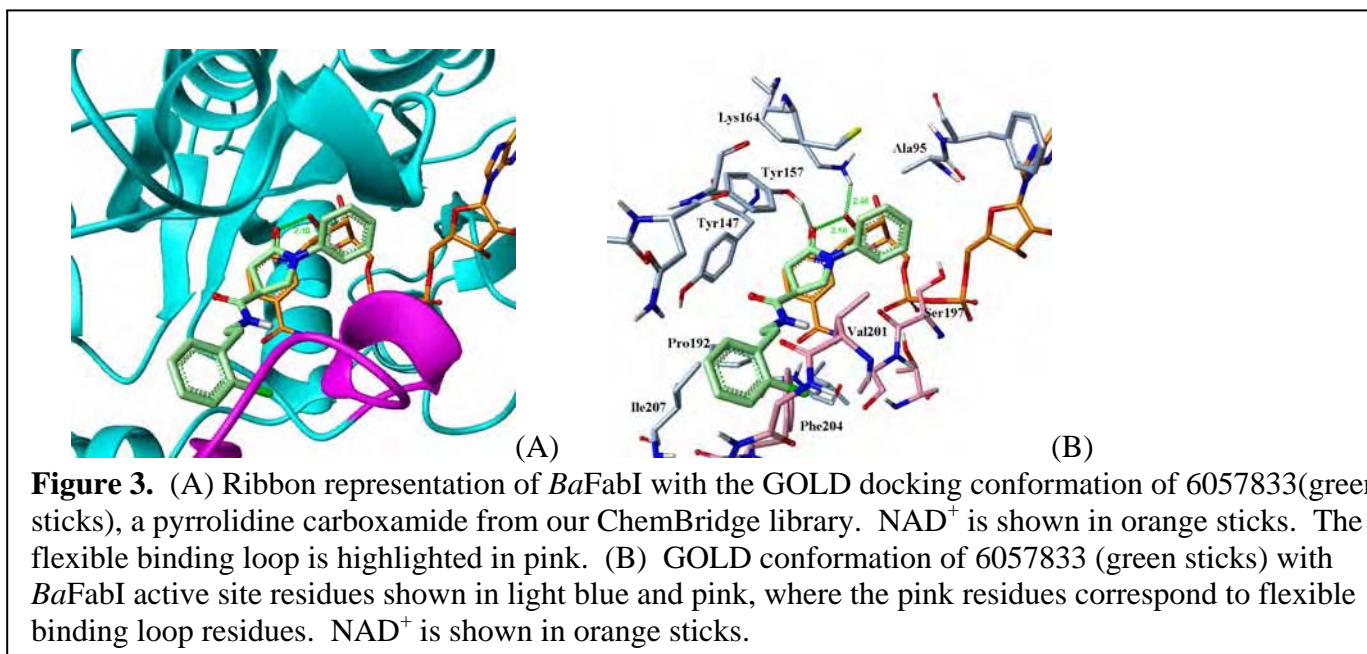 Lys164
Ala95
Tyr157
Tyr147
Ser197
Val201
Pro192
Ile207
Phe204
(A)
(B)
Figure 3. (A) Ribbon representation of BaFabI with the GOLD docking conformation of 6057833(green
sticks), a pyrrolidine carboxamide from our ChemBridge library. NAD+ is shown in orange sticks. The
flexible binding loop is highlighted in pink. (B) GOLD conformation of 6057833 (green sticks) with
BaFabI active site residues shown in light blue and pink, where the pink residues correspond to flexible
binding loop residues. NAD+ is shown in orange sticks.